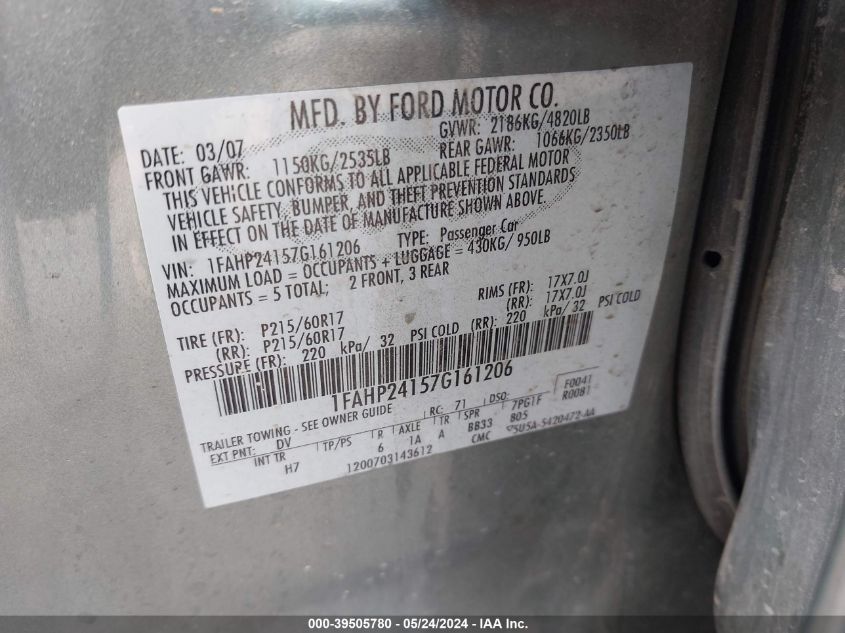 MFD. BY FORD MOTOR CO.
DATE: 03/07 GVWR: 2186KG/4820LB
FRONT GAWR: 1150KG/2535LB REAR GAWR: 1066KG/2350LB
THIS VEHICLE CONFORMS TO ALL APPLICABLE FEDERAL MOTOR
VEHICLE SAFETY, BUMPER, AND THEFT PREVENTION STANDARDS
IN EFFECT ON THE DATE OF MANUFACTURE SHOWN ABOVE.
VIN: 1FAHP24157G161206 TYPE: Passenger Car
MAXIMUM LOAD = OCCUPANTS + LUGGAGE = 430KG/ 950LB
OCCUPANTS = 5 TOTAL; 2 FRONT, 3 REAR
TIRE (FR): P215/60R17 RIMS (FR): 17X7.0J
(RR): P215/60R17 (RR): 17X7.0J
PRESSURE (FR): 220 kPa/ 32 PSI COLD (RR): 220 kPa/ 32 PSI COLD
1FAHP24157G161206
TRAILER TOWING - SEE OWNER GUIDE RC: 71 DSO: 7PG1F F0041
EXT PNT: DV TP/PS R AXLE TR SPR 805 R0081
INT TR H7 6 1A A BB33
1200703143612 CMC 5U5A-5420472-AA
000-39505780 - 05/24/2024 - IAA Inc.